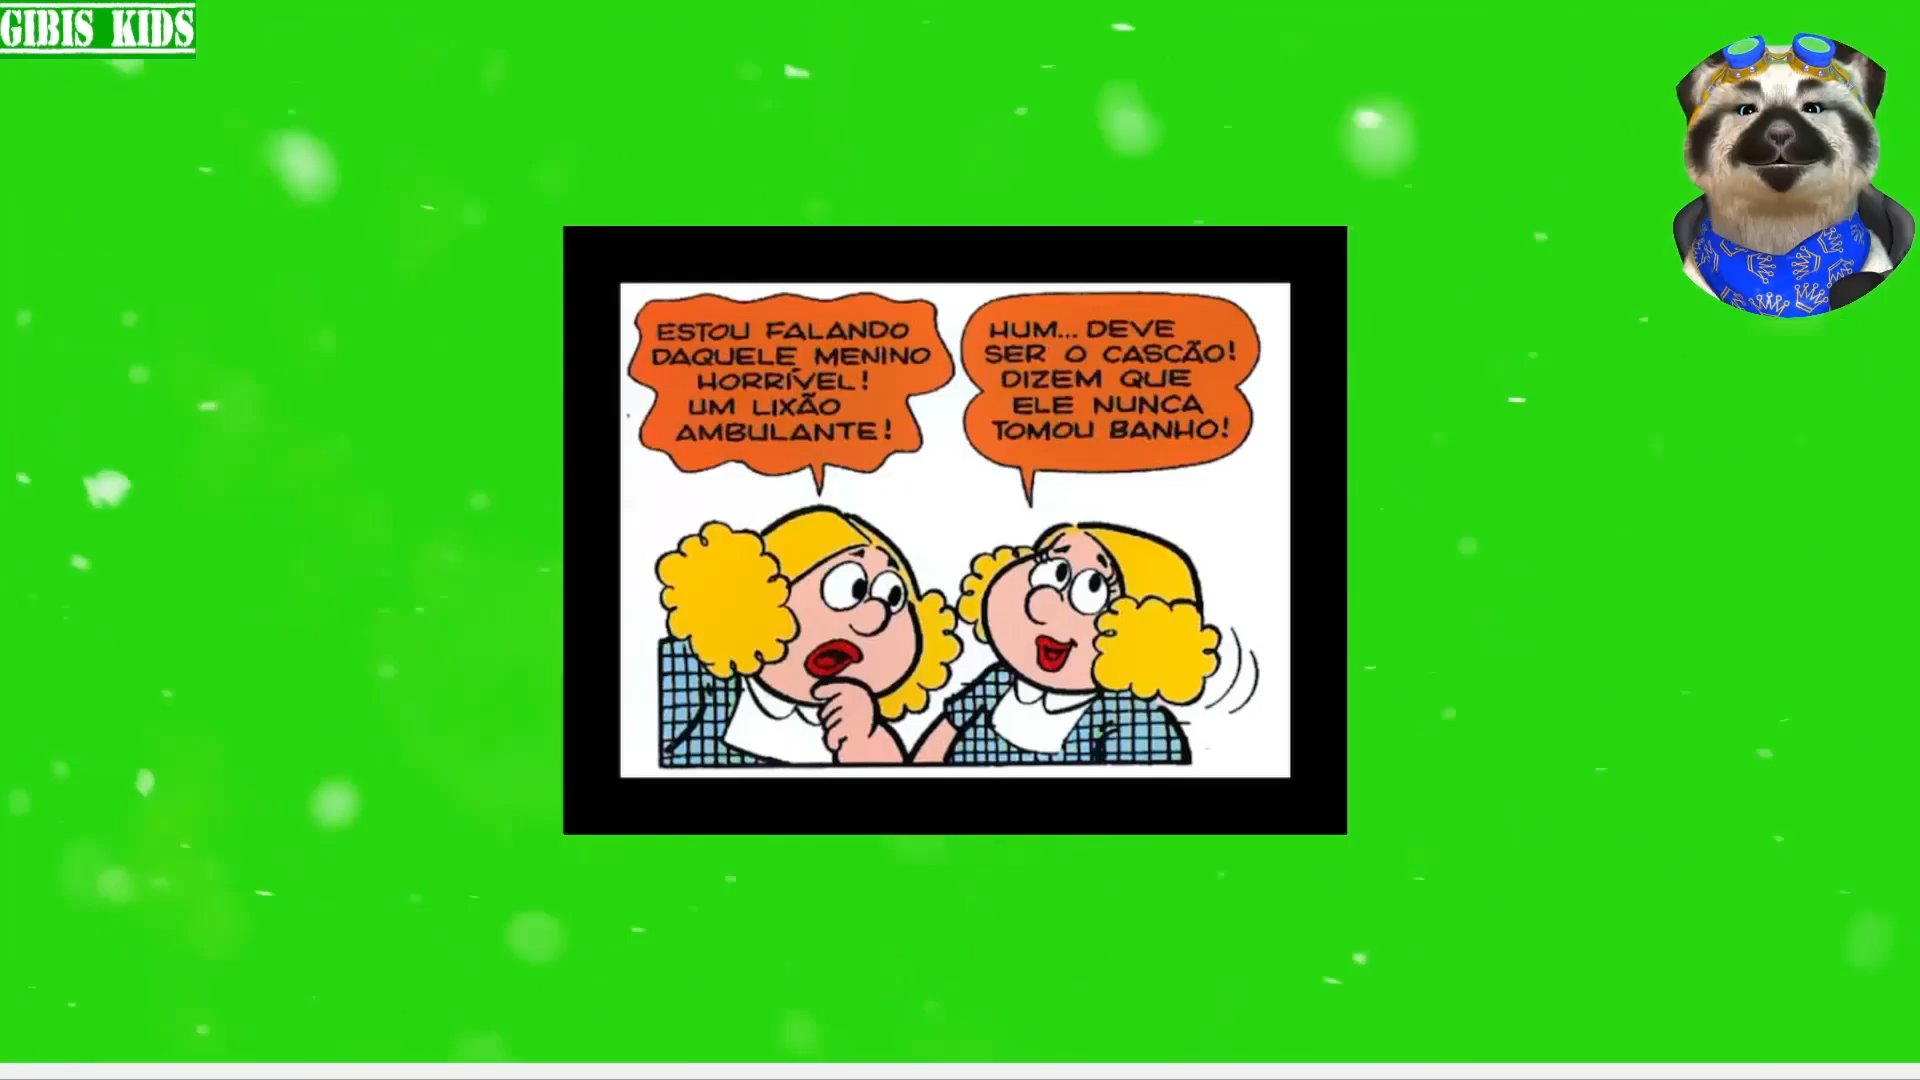 GIBIS KIDS
ESTOU FALANDO
DAQUELE MENINO
HORRÍVEL!
UM LIXÃO
AMBULANTE!
HUM... DEVE
SER O CASCÃO!
DIZEM QUE
ELE NUNCA
TOMOU BANHO!